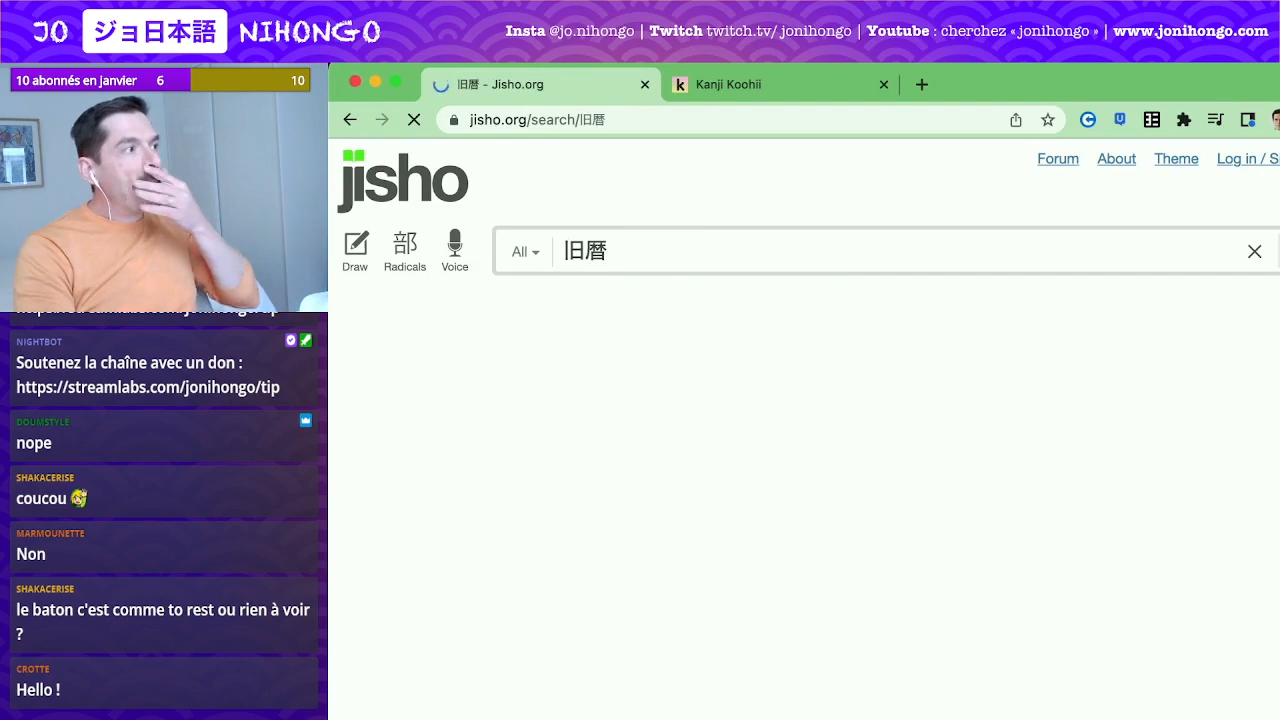 JO ジョ日本語 NIHONGO
Insta @jo.nihongo | Twitch twitch.tv/ jonihongo | Youtube : cherchez « jonihongo » | www.jonihongo.com
10 abonnés en janvier 6 10
旧暦 - Jisho.org
Kanji Koohii
jisho.org/search/旧暦
jisho
Forum About Theme Log in / S
Draw 部 Radicals Voice
All 旧暦
NIGHTBOT
Soutenez la chaîne avec un don :
https://streamlabs.com/jonihongo/tip
DOUMSTYLE
nope
SHAKACERISE
coucou
MARMOUNETTE
Non
SHAKACERISE
le baton c'est comme to rest ou rien à voir
?
CROTTE
Hello !